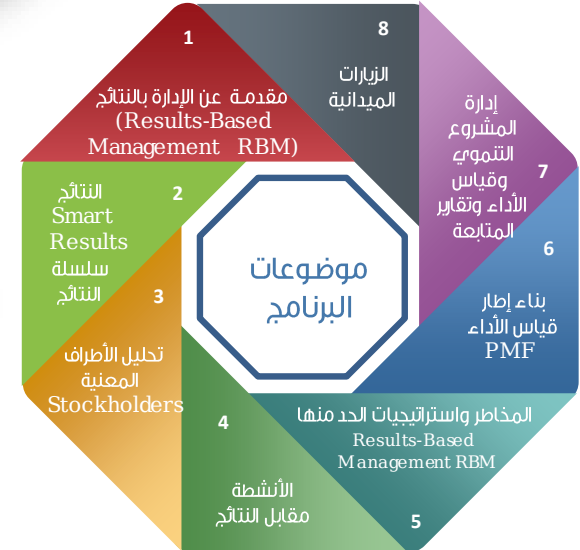 موضوعات
البرنامج
1
مقدمة عن الإدارة بالنتائج
(Results-Based
Management RBM)
2
النتائج
Smart
Results
سلسلة
النتائج
3
تحليل الأطراف
المعنية
Stockholders
4
الأنشطة
مقابل النتائج
5
المخاطر واستراتيجيات الحد منها
Results-Based
Management RBM
6
بناء إطار
قياس الأداء
PMF
7
إدارة
المشروع
التنموي
وقياس
الأداء وتقارير
المتابعة
8
الزيارات
الميدانية